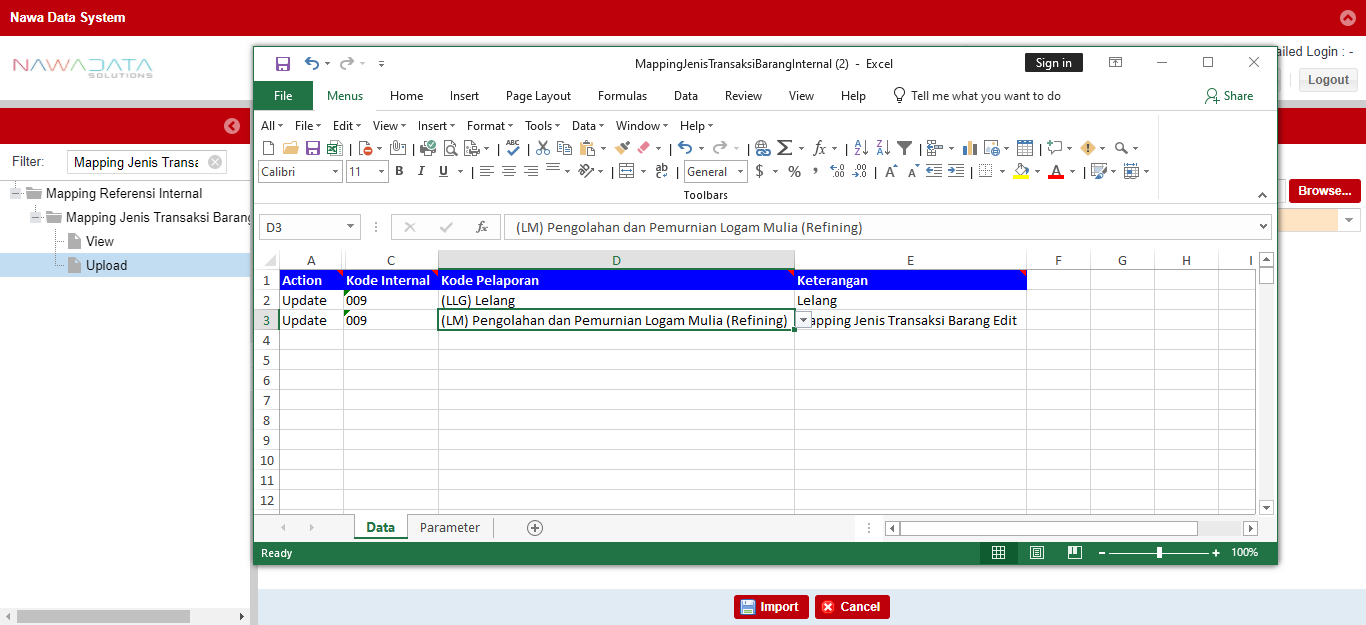 Nawa Data System
NAWADATA
SOLUTIONS
ailed Login : -
Logout
Filter:
Mapping Jenis Transa
Mapping Referensi Internal
Mapping Jenis Transaksi Barang
View
Upload
Browse...
MappingJenisTransaksiBarangInternal (2) - Excel
Sign in
File Menus Home Insert Page Layout Formulas Data Review View Help Tell me what you want to do Share
All File Edit View Insert Format Tools Data Window Help
Calibri 11 B I U General $ %
Toolbars
D3 fx (LM) Pengolahan dan Pemurnian Logam Mulia (Refining)
A C D E F G H I
1 Action Kode Internal Kode Pelaporan Keterangan
2 Update 009 (LLG) Lelang Lelang
3 Update 009 (LM) Pengolahan dan Pemurnian Logam Mulia (Refining) apping Jenis Transaksi Barang Edit
4
5
6
7
8
9
10
11
12
Data Parameter
Ready 100%
Import Cancel